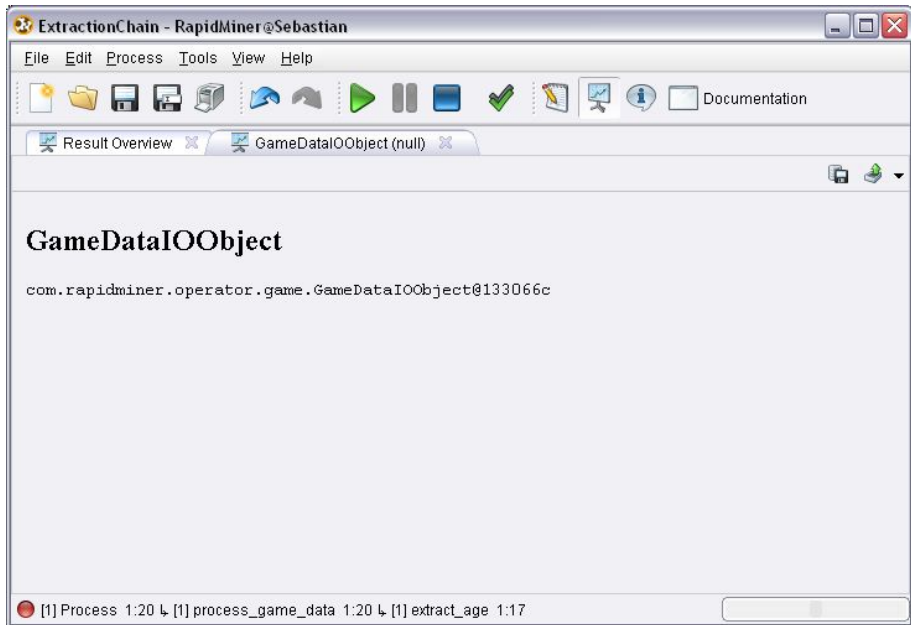 ExtractionChain - RapidMiner@Sebastian
File Edit Process Tools View Help
Documentation
Result Overview GameDataIOObject (null)
GameDataIOObject
com.rapidminer.operator.game.GameDataIOObject@133066c
[1] Process 1:20 ↳ [1] process_game_data 1:20 ↳ [1] extract_age 1:17